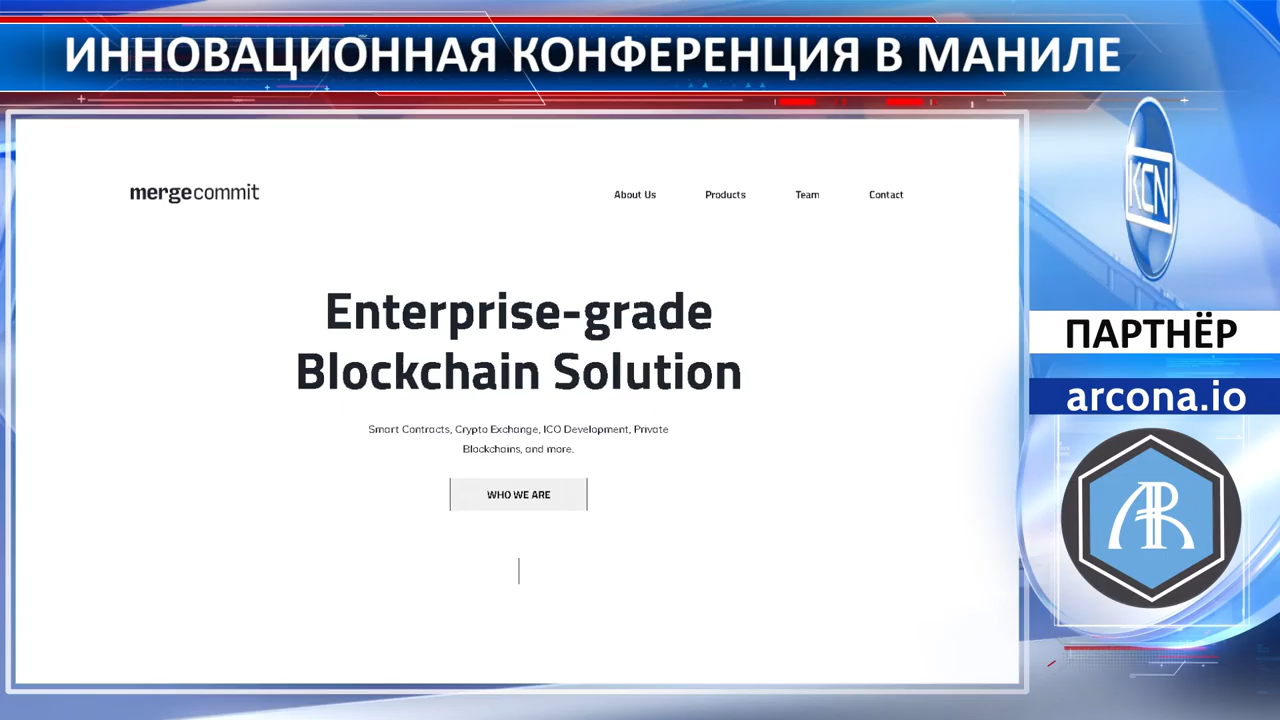 ИННОВАЦИОННАЯ КОНФЕРЕНЦИЯ В МАНИЛЕ
mergecommit
About Us Products Team Contact
Enterprise-grade
Blockchain Solution
Smart Contracts, Crypto Exchange, ICO Development, Private
Blockchains, and more.
WHO WE ARE
KCN
ПАРТНЁР
arcona.io
AR